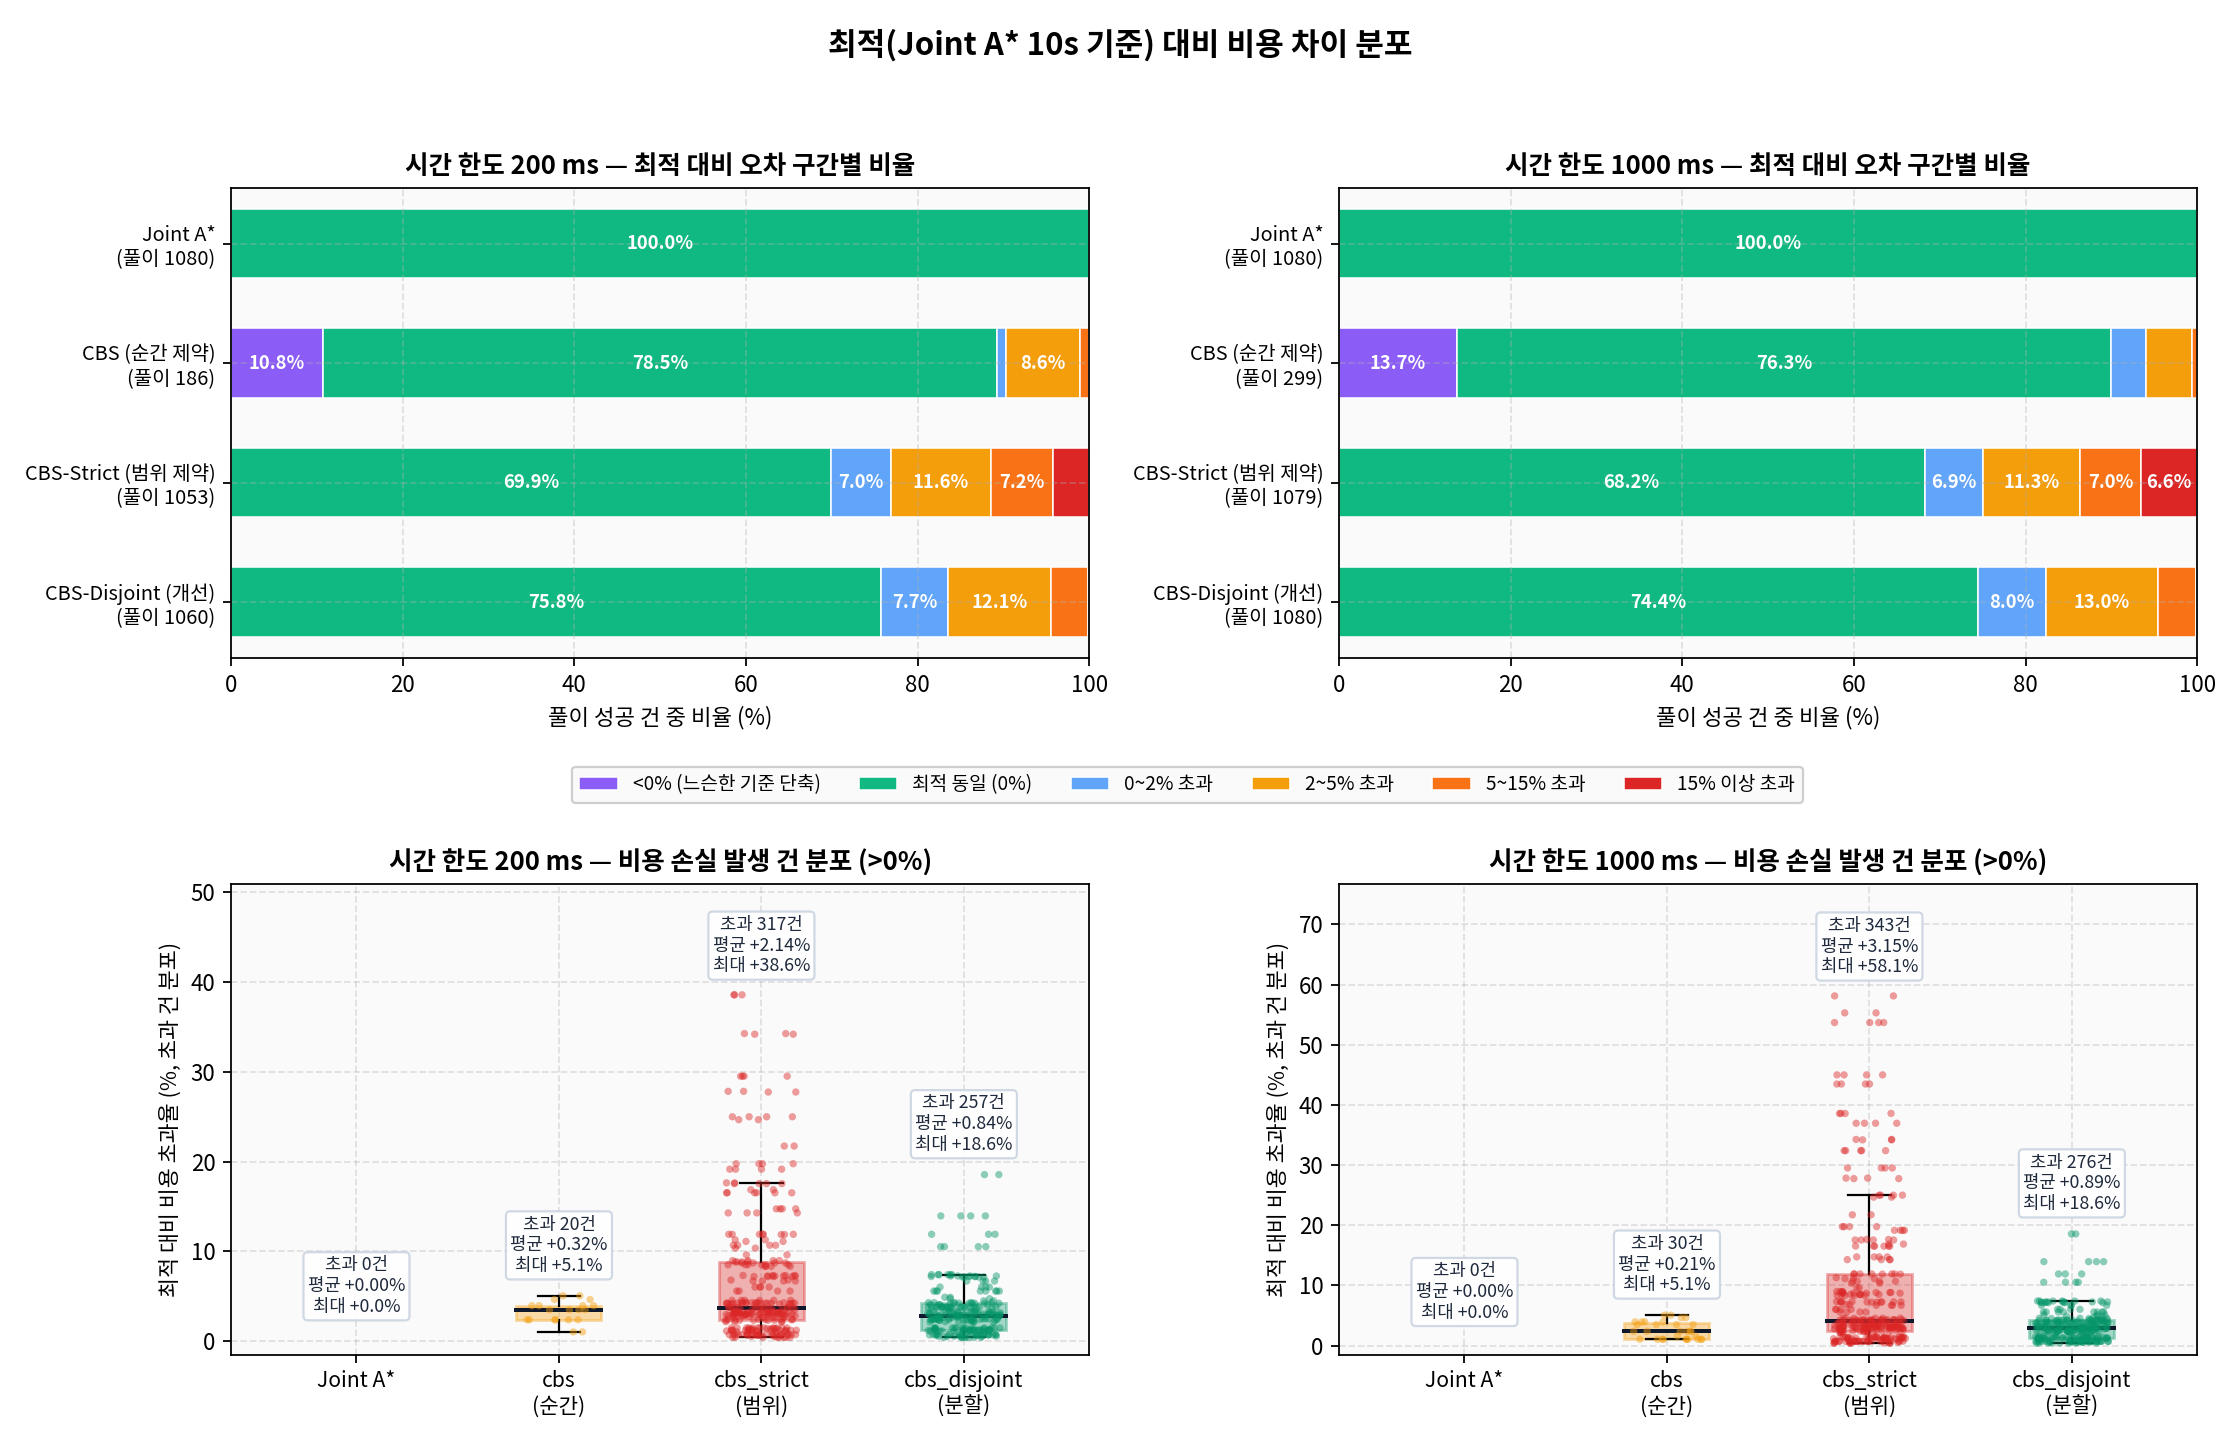 최적(Joint A* 10s 기준) 대비 비용 차이 분포
시간 한도 200 ms — 최적 대비 오차 구간별 비율
Joint A*
(풀이 1080)
100.0%
CBS (순간 제약)
(풀이 186)
10.8%
78.5%
8.6%
CBS-Strict (범위 제약)
(풀이 1053)
69.9%
7.0%
11.6%
7.2%
CBS-Disjoint (개선)
(풀이 1060)
75.8%
7.7%
12.1%
0
20
40
60
80
100
풀이 성공 건 중 비율 (%)
시간 한도 1000 ms — 최적 대비 오차 구간별 비율
Joint A*
(풀이 1080)
100.0%
CBS (순간 제약)
(풀이 299)
13.7%
76.3%
CBS-Strict (범위 제약)
(풀이 1079)
68.2%
6.9%
11.3%
7.0%
6.6%
CBS-Disjoint (개선)
(풀이 1080)
74.4%
8.0%
13.0%
0
20
40
60
80
100
풀이 성공 건 중 비율 (%)
<0% (느슨한 기준 단축)
최적 동일 (0%)
0~2% 초과
2~5% 초과
5~15% 초과
15% 이상 초과
시간 한도 200 ms — 비용 손실 발생 건 분포 (>0%)
최적 대비 비용 초과율 (%, 초과 건 분포)
50
40
30
20
10
0
초과 0건
평균 +0.00%
최대 +0.0%
초과 20건
평균 +0.32%
최대 +5.1%
초과 317건
평균 +2.14%
최대 +38.6%
초과 257건
평균 +0.84%
최대 +18.6%
Joint A*
cbs
(순간)
cbs_strict
(범위)
cbs_disjoint
(분할)
시간 한도 1000 ms — 비용 손실 발생 건 분포 (>0%)
최적 대비 비용 초과율 (%, 초과 건 분포)
70
60
50
40
30
20
10
0
초과 0건
평균 +0.00%
최대 +0.0%
초과 30건
평균 +0.21%
최대 +5.1%
초과 343건
평균 +3.15%
최대 +58.1%
초과 276건
평균 +0.89%
최대 +18.6%
Joint A*
cbs
(순간)
cbs_strict
(범위)
cbs_disjoint
(분할)